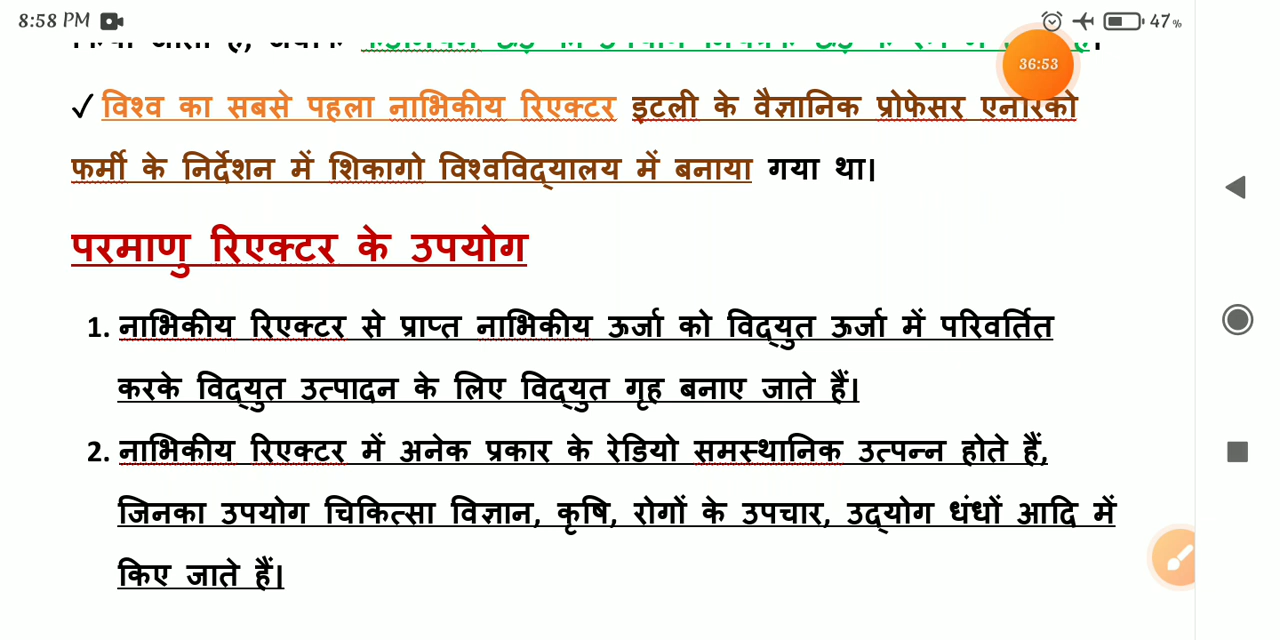 8:58 PM 47%
36:53
✓ विश्व का सबसे पहला नाभिकीय रिएक्टर इटली के वैज्ञानिक प्रोफेसर एनरिको
फर्मी के निर्देशन में शिकागो विश्वविद्यालय में बनाया गया था|
परमाणु रिएक्टर के उपयोग
1. नाभिकीय रिएक्टर से प्राप्त नाभिकीय ऊर्जा को विद्युत ऊर्जा में परिवर्तित
करके विद्युत उत्पादन के लिए विद्युत गृह बनाए जाते हैं|
2. नाभिकीय रिएक्टर में अनेक प्रकार के रेडियो समस्थानिक उत्पन्न होते हैं,
जिनका उपयोग चिकित्सा विज्ञान, कृषि, रोगों के उपचार, उद्योग धंधों आदि में
किए जाते हैं|